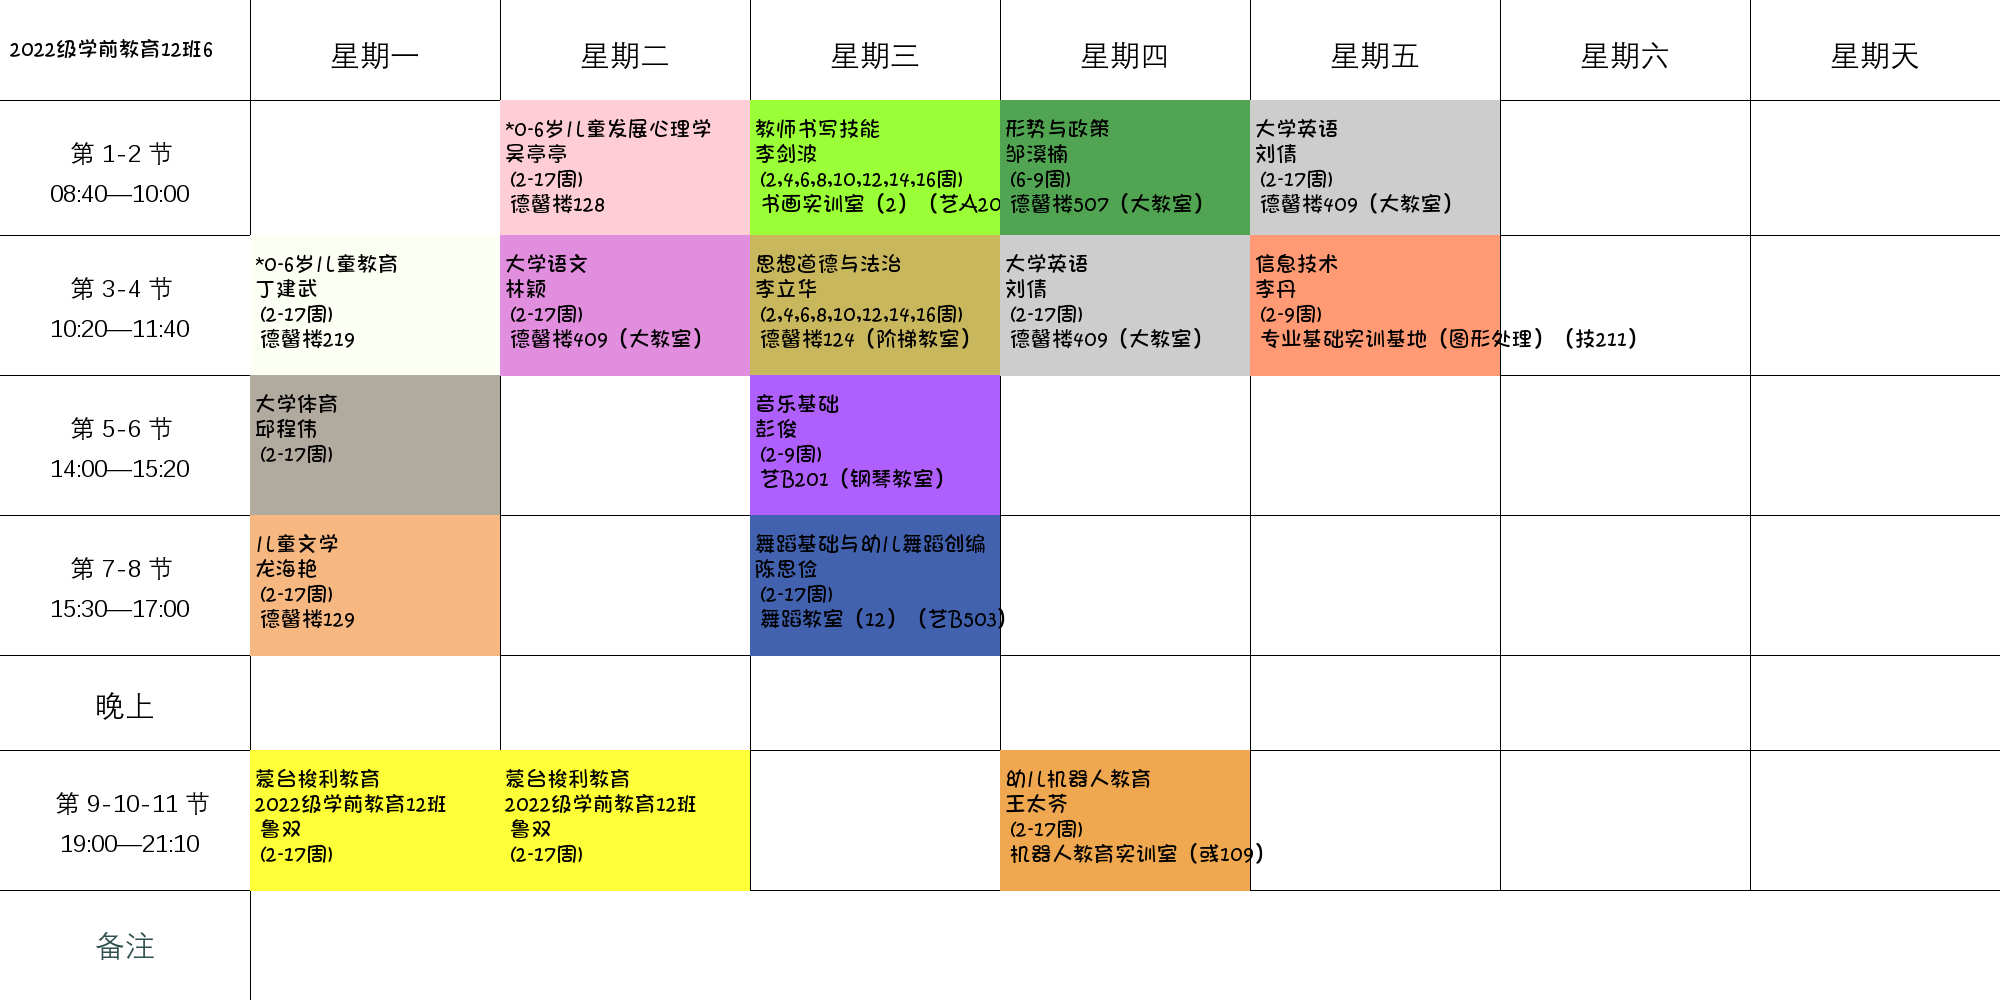 2022级学前教育12班6
星期一
星期二
星期三
星期四
星期五
星期六
星期天
第 1-2 节
08:40—10:00
*0-6岁儿童发展心理学
吴亭亭
(2-17周)
德馨楼128
教师书写技能
李剑波
(2,4,6,8,10,12,14,16周)
书画实训室（2）（艺A20
形势与政策
邹淏楠
(6-9周)
德馨楼507（大教室）
大学英语
刘倩
(2-17周)
德馨楼409（大教室）
第 3-4 节
10:20—11:40
*0-6岁儿童教育
丁建武
(2-17周)
德馨楼219
大学语文
林颖
(2-17周)
德馨楼409（大教室）
思想道德与法治
李立华
(2,4,6,8,10,12,14,16周)
德馨楼124（阶梯教室）
大学英语
刘倩
(2-17周)
德馨楼409（大教室）
信息技术
李丹
(2-9周)
专业基础实训基地（图形处理）（技211）
第 5-6 节
14:00—15:20
大学体育
邱程伟
(2-17周)
音乐基础
彭俊
(2-9周)
艺B201（钢琴教室）
第 7-8 节
15:30—17:00
儿童文学
龙海艳
(2-17周)
德馨楼129
舞蹈基础与幼儿舞蹈创编
陈思俭
(2-17周)
舞蹈教室（12）（艺B503）
晚上
第 9-10-11 节
19:00—21:10
蒙台梭利教育
2022级学前教育12班
鲁双
(2-17周)
蒙台梭利教育
2022级学前教育12班
鲁双
(2-17周)
幼儿机器人教育
王太芬
(2-17周)
机器人教育实训室（彧109）
备注